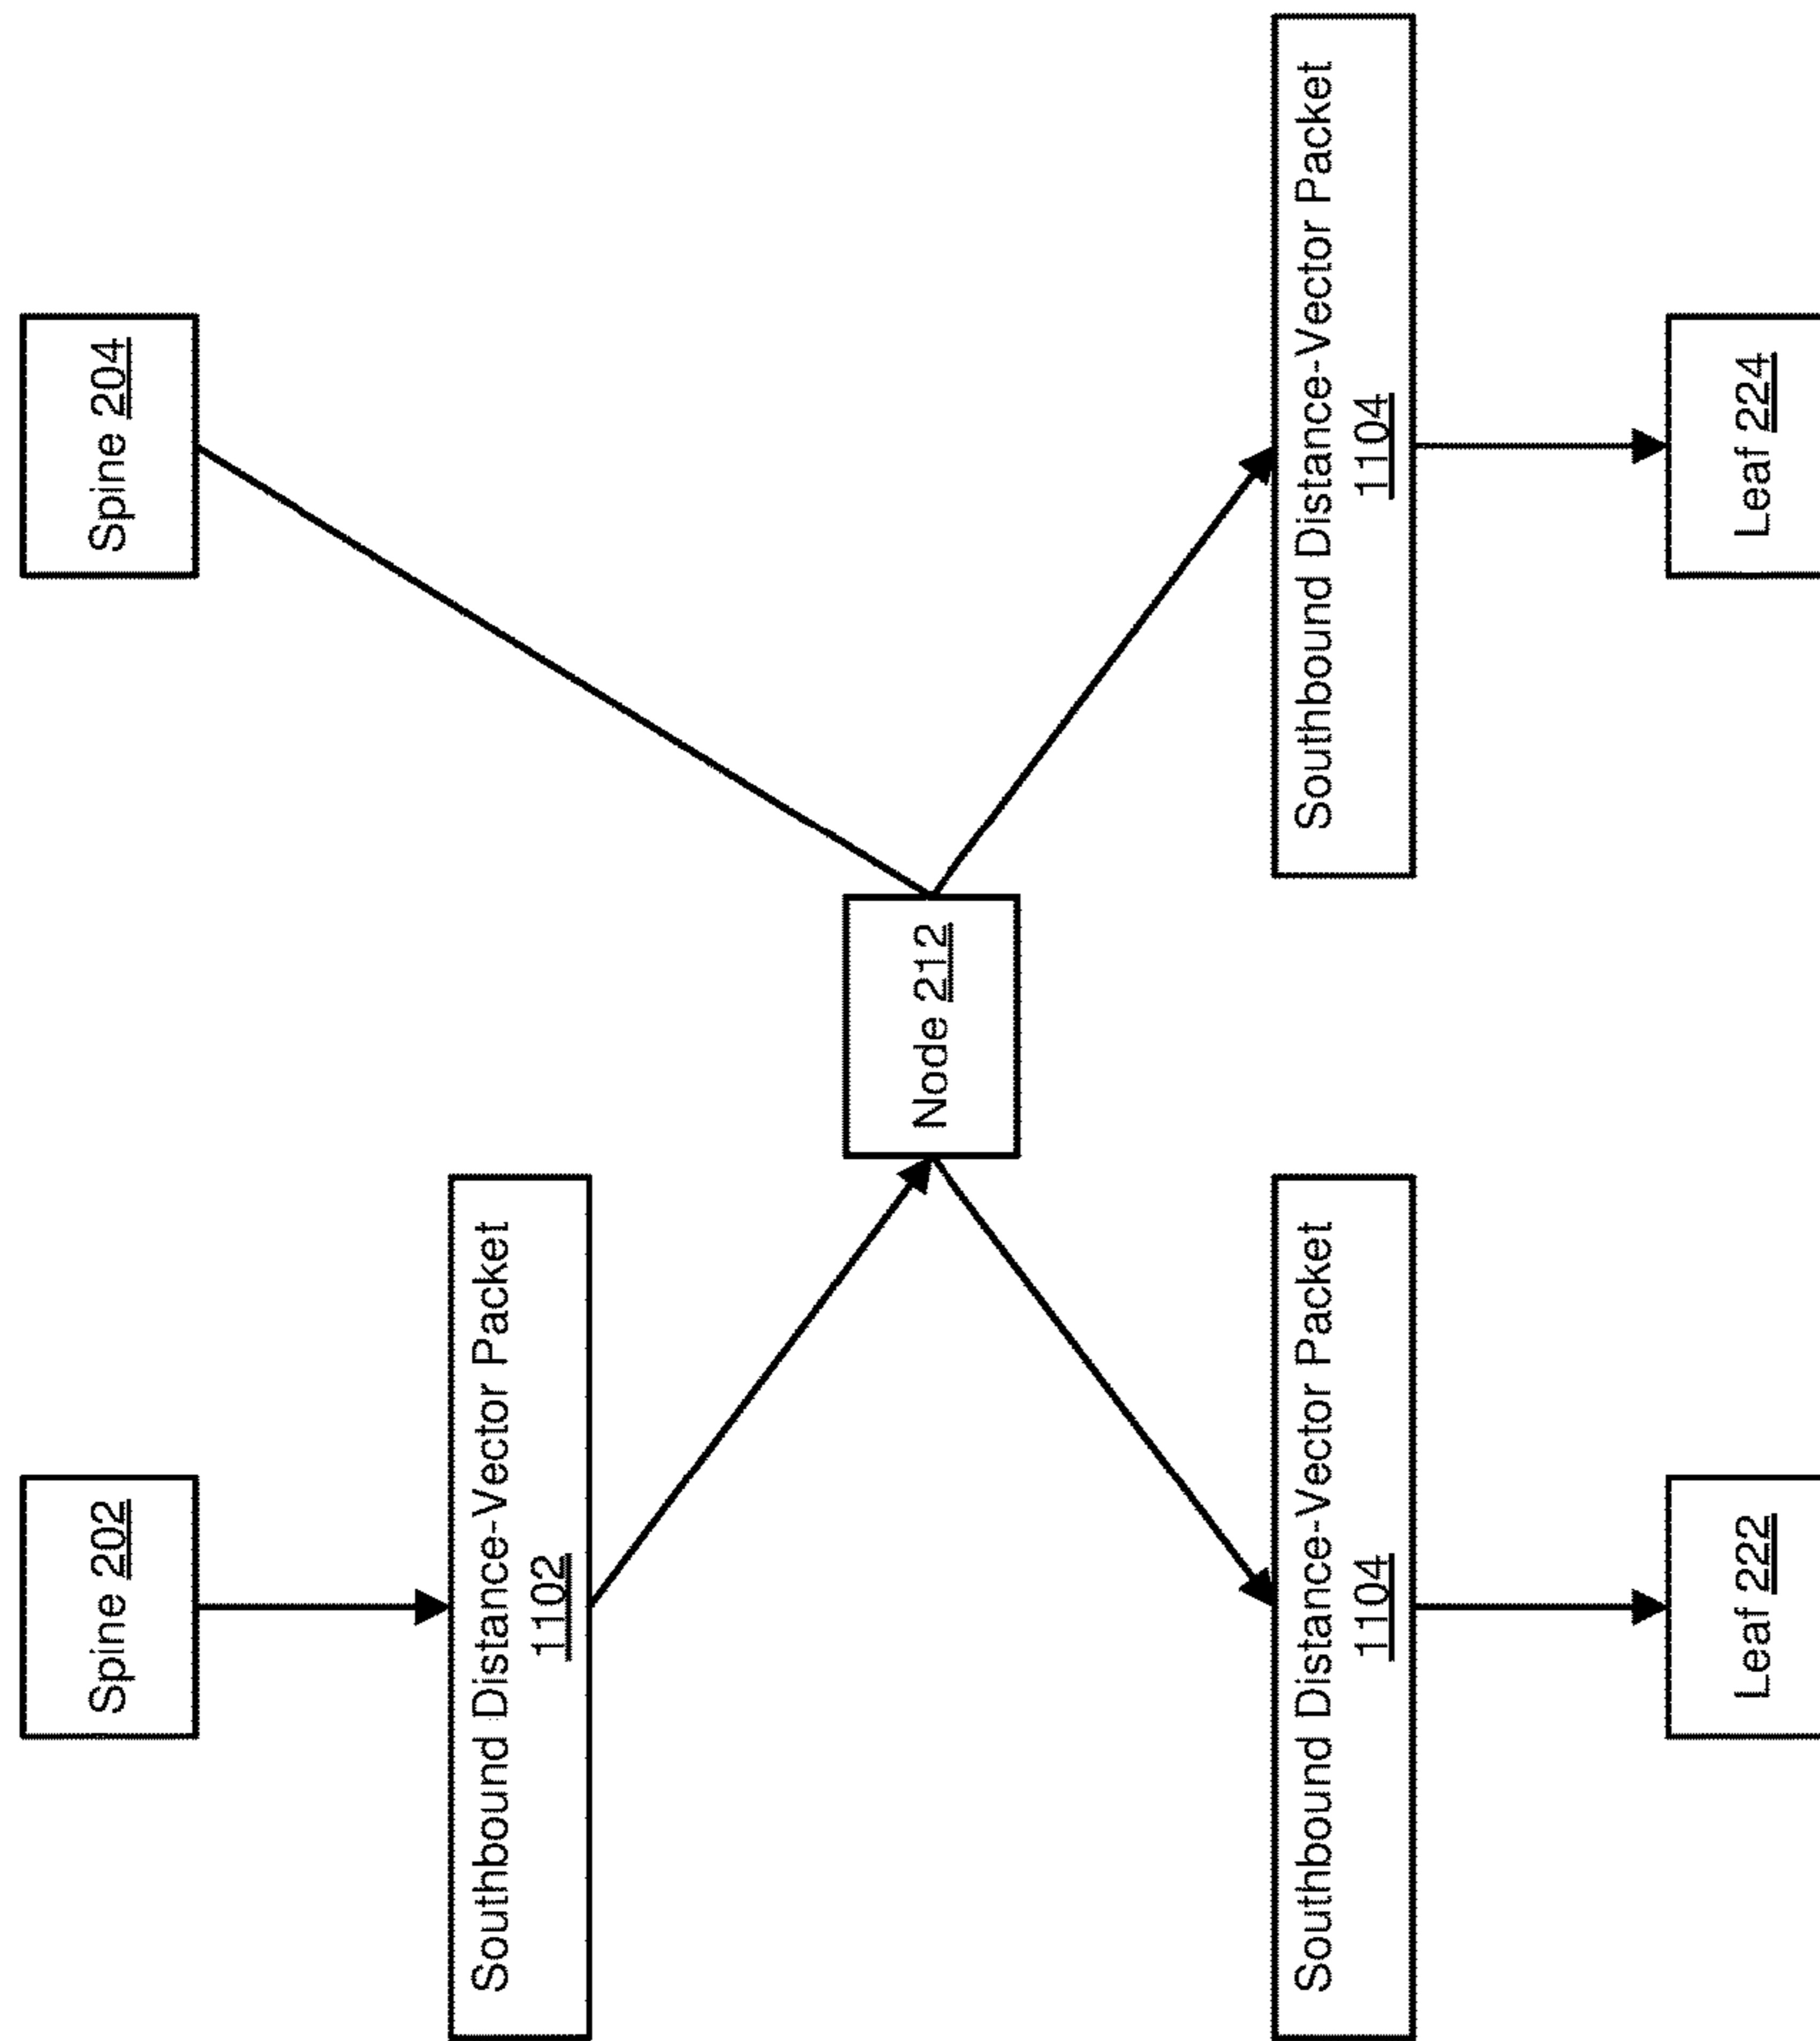 Spine 202
Spine 204
Southbound Distance-Vector Packet
1102
Node 212
Southbound Distance-Vector Packet
1104
Southbound Distance-Vector Packet
1104
Leaf 222
Leaf 224